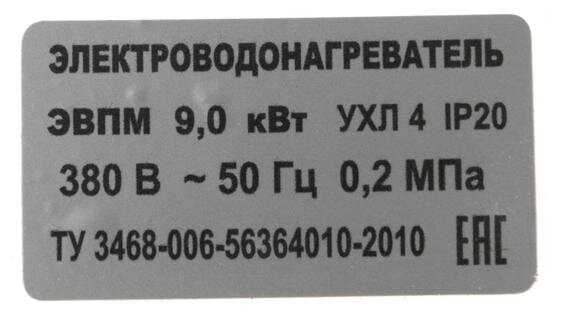 ЭЛЕКТРОВОДОНАГРЕВАТЕЛЬ
ЭВПМ 9,0 кВт УХЛ 4 IP20
380 В ~ 50 Гц 0,2 МПа
ТУ 3468-006-56364010-2010 ЕАС